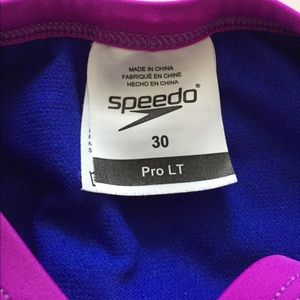 MADE IN CHINA
FABRIQUÉ EN CHINE
HECHO EN CHINA
speedo
30
Pro LT